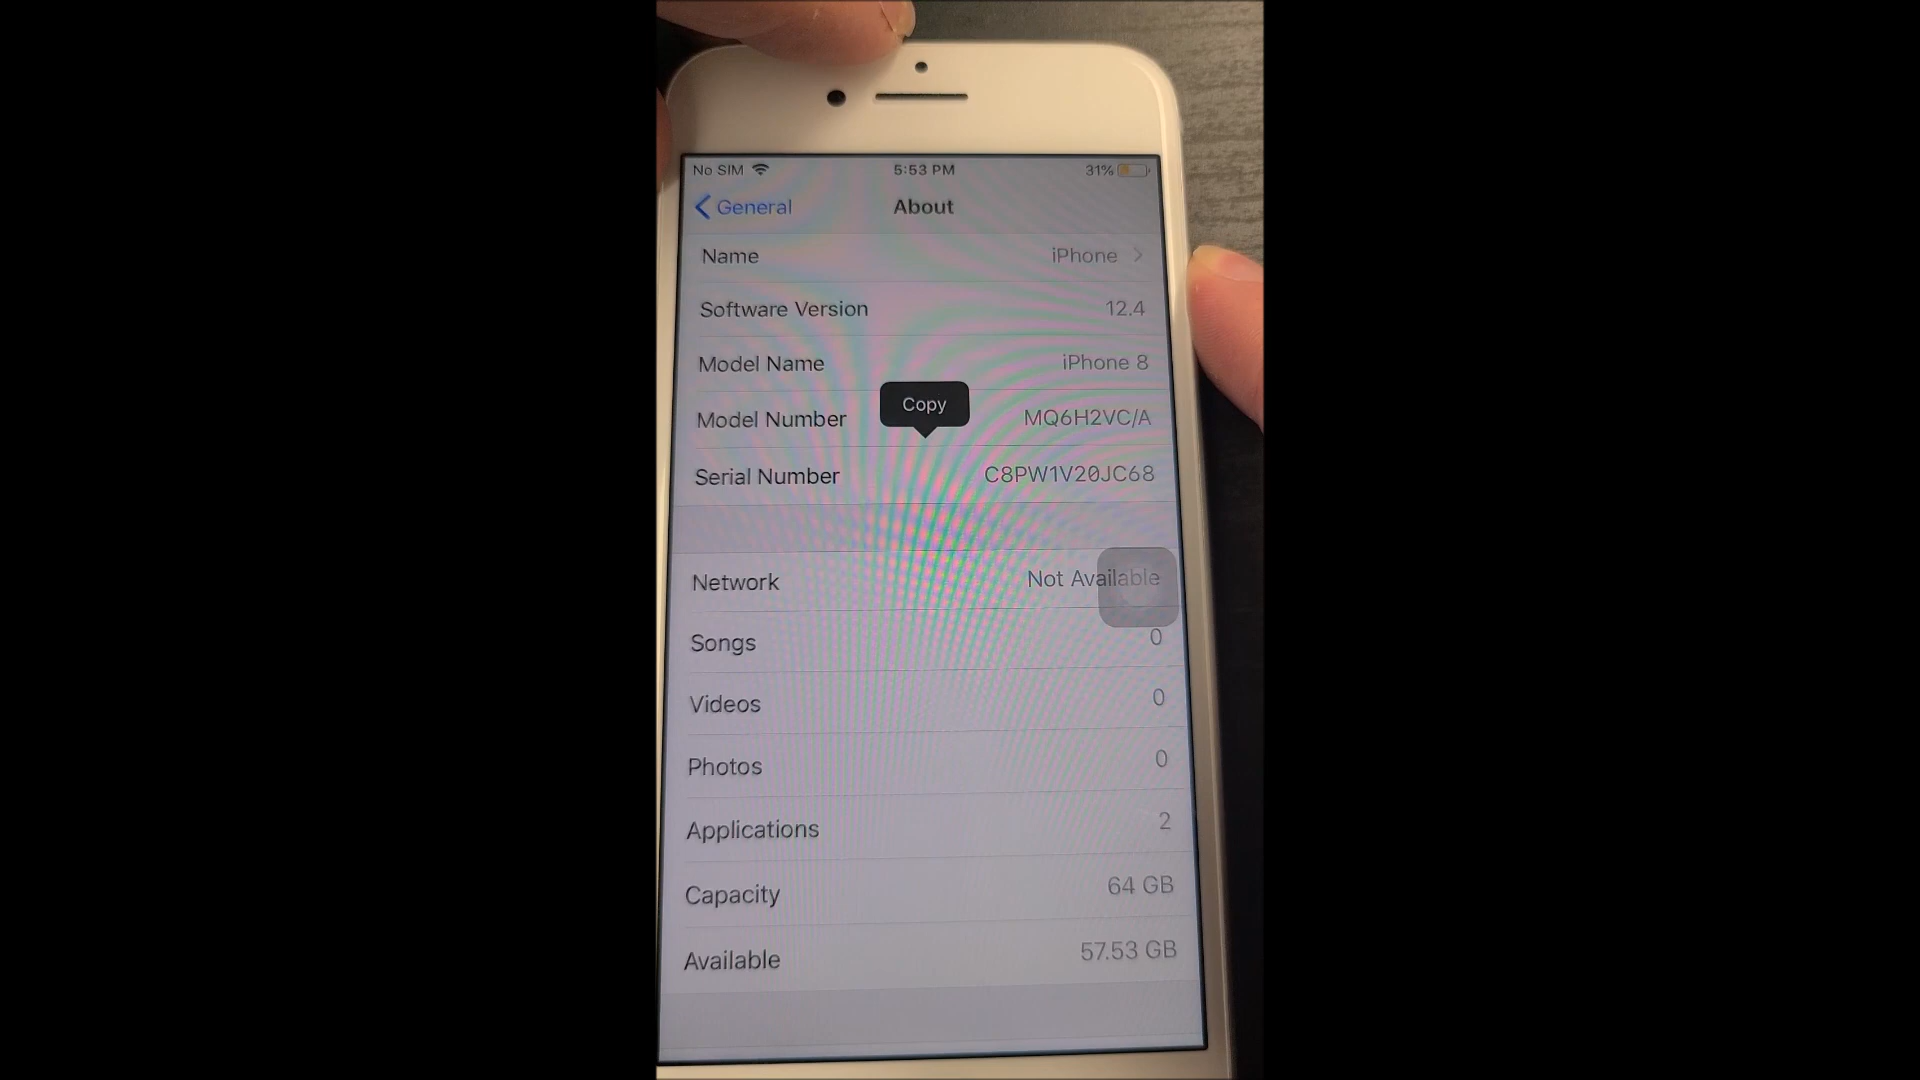 No SIM 5:53 PM 31%
General About
Name iPhone
Software Version 12.4
Model Name iPhone 8
Copy
Model Number MQ6H2VC/A
Serial Number C8PW1V20JC68
Network Not Available
Songs 0
Videos 0
Photos 0
Applications 2
Capacity 64 GB
Available 57.53 GB